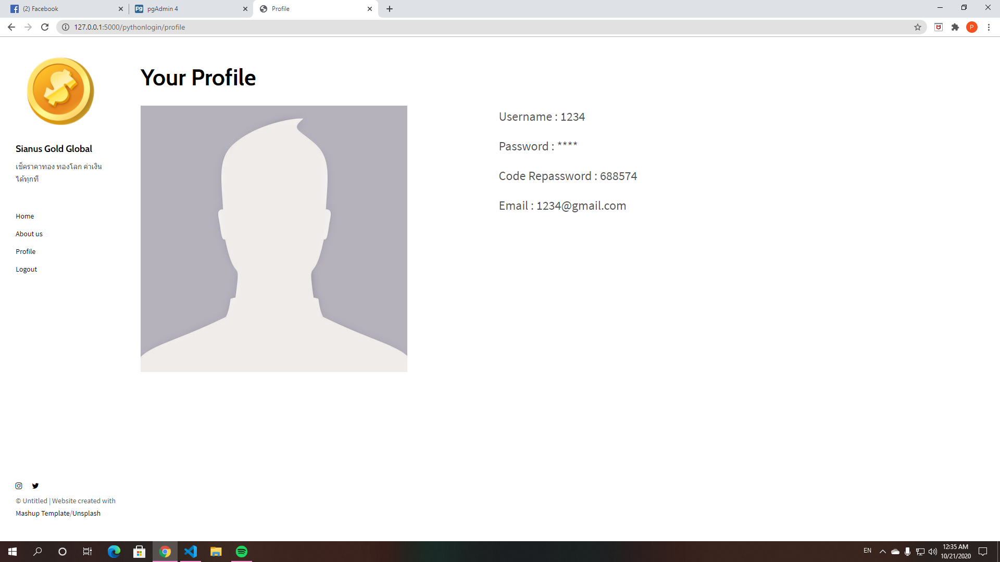 (2) Facebook
pgAdmin 4
Profile
127.0.0.1:5000/pythonlogin/profile
P
Your Profile
Sianus Gold Global
เช็คราคาทอง ทองโลก ค่าเงิน
ได้ทุกที่
Home
About us
Profile
Logout
Username : 1234
Password : ****
Code Repassword : 688574
Email : 1234@gmail.com
© Untitled | Website created with
Mashup Template/Unsplash
EN
12:35 AM
10/21/2020